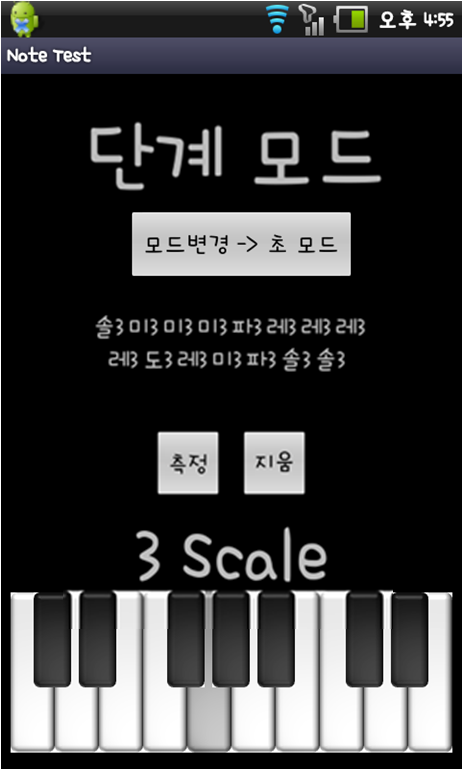 오후 4:55
Note Test
단계 모드
모드변경 -> 초 모드
솔3 미3 미3 미3 파3 레3 레3 레3
레3 도3 레3 미3 파3 솔3 솔3
측정 지움
3 Scale